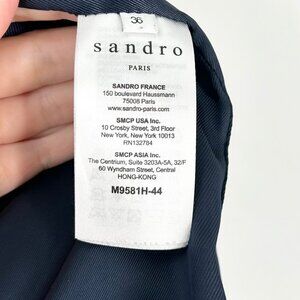 36
sandro
PARIS
SANDRO FRANCE
150 boulevard Haussmann
75008 Paris
www.sandro-paris.com
SMCP USA Inc.
10 Crosby Street, 3rd Floor
New York, New York 10013
RN132784
SMCP ASIA Inc.
The Centrium, Suite 3203A-5A, 32/F
60 Wyndham Street, Central
HONG-KONG
M9581H-44